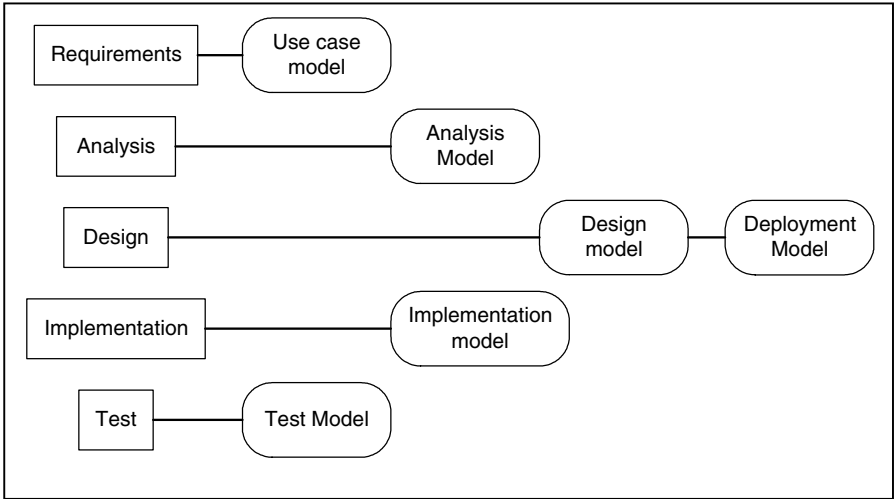 Requirements
Use case
model
Analysis
Analysis
Model
Design
Design
model
Deployment
Model
Implementation
Implementation
model
Test
Test Model